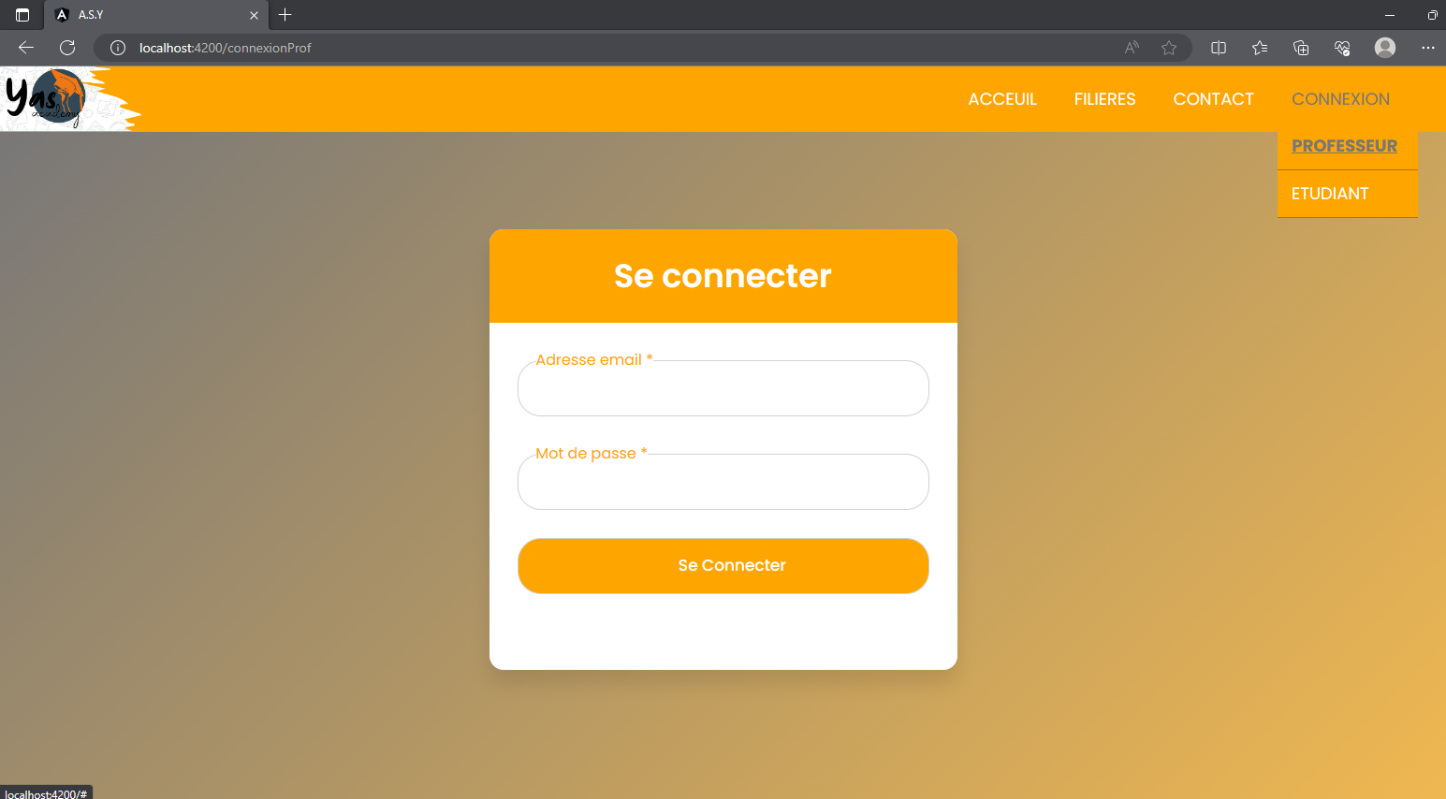 A.S.Y
localhost:4200/connexionProf
Yas
academy
ACCEUIL FILIERES CONTACT CONNEXION
PROFESSEUR
ETUDIANT
Se connecter
Adresse email *
Mot de passe *
Se Connecter
localhost:4200/#